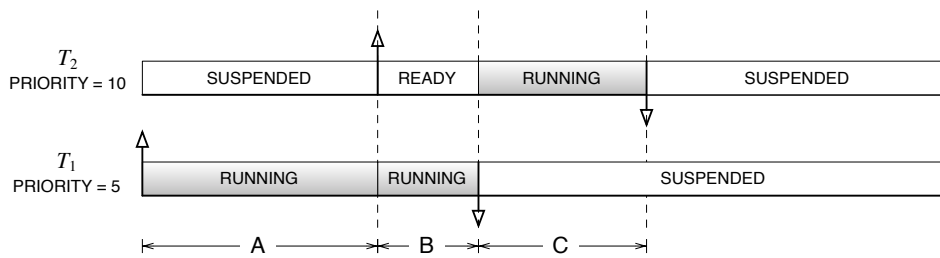 T2
PRIORITY = 10
SUSPENDED READY RUNNING SUSPENDED
T1
PRIORITY = 5
RUNNING RUNNING SUSPENDED
A B C